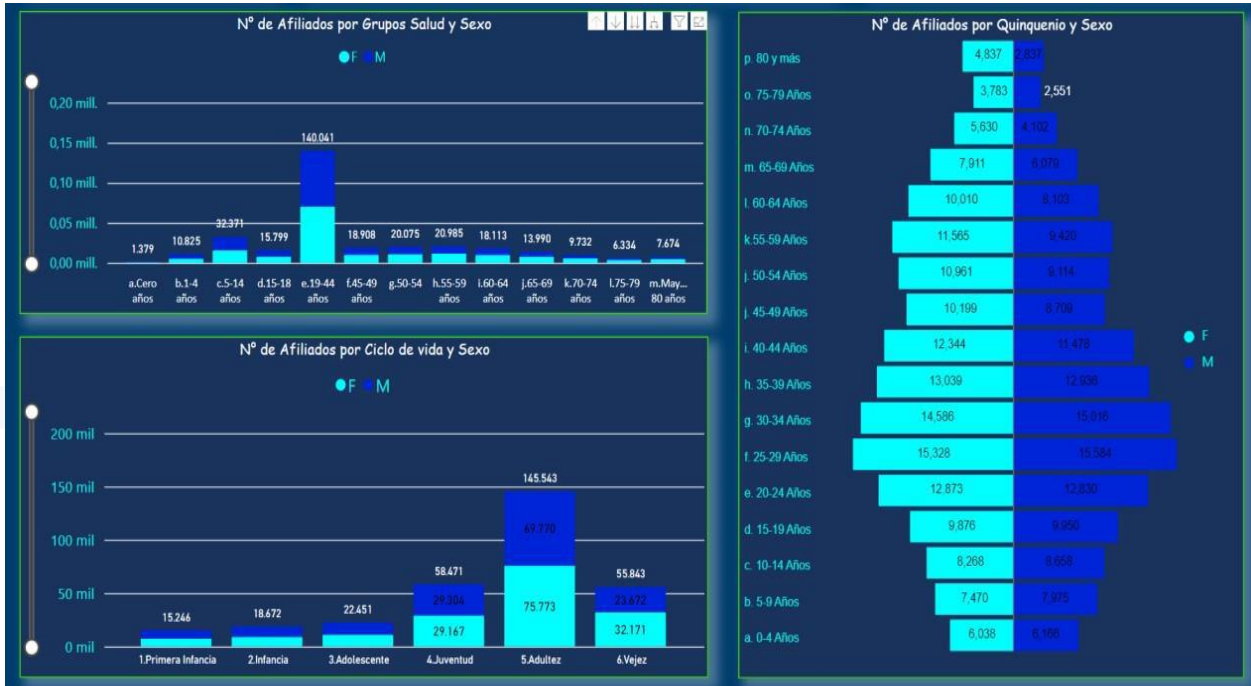 Nº de Afiliados por Grupos Salud y Sexo
F M
0,20 mill.
0,15 mill.
0,10 mill.
0,05 mill.
0,00 mill.
1.379 10.825 32.371 15.799 140.041 18.908 20.075 20.985 18.113 13.990 9.732 6.334 7.674
a.Cero b.1-4 c.5-14 d.15-18 e.19-44 f.45-49 g.50-54 h.55-59 i.60-64 j.65-69 k.70-74 l.75-79 m.May...
años años años años años años años años años años años 80 años
Nº de Afiliados por Ciclo de vida y Sexo
F M
200 mil
150 mil
100 mil
50 mil
0 mil
15.246 18.672 22.451 58.471 145.543 55.843
29.304 69.770 23.672
29.167 75.773 32.171
1.Primera Infancia 2.Infancia 3.Adolescente 4.Juventud 5.Adultez 6.Vejez
Nº de Afiliados por Quinquenio y Sexo
p. 80 y más 4,837 2,837
o. 75-79 Años 3,783 2,551
n. 70-74 Años 5,630 4,102
m. 65-69 Años 7,911 6,079
l. 60-64 Años 10,010 8,103
k.55-59 Años 11,565 9,420
j. 50-54 Años 10,961 9,114
j. 45-49 Años 10,199 8,709
i. 40-44 Años 12,344 11,478
h. 35-39 Años 13,039 12,936
g. 30-34 Años 14,586 15,016
f. 25-29 Años 15,328 15,584
e. 20-24 Años 12,873 12,830
d. 15-19 Años 9,876 9,950
c. 10-14 Años 8,268 8,658
b. 5-9 Años 7,470 7,975
a. 0-4 Años 6,038 6,166
F
M